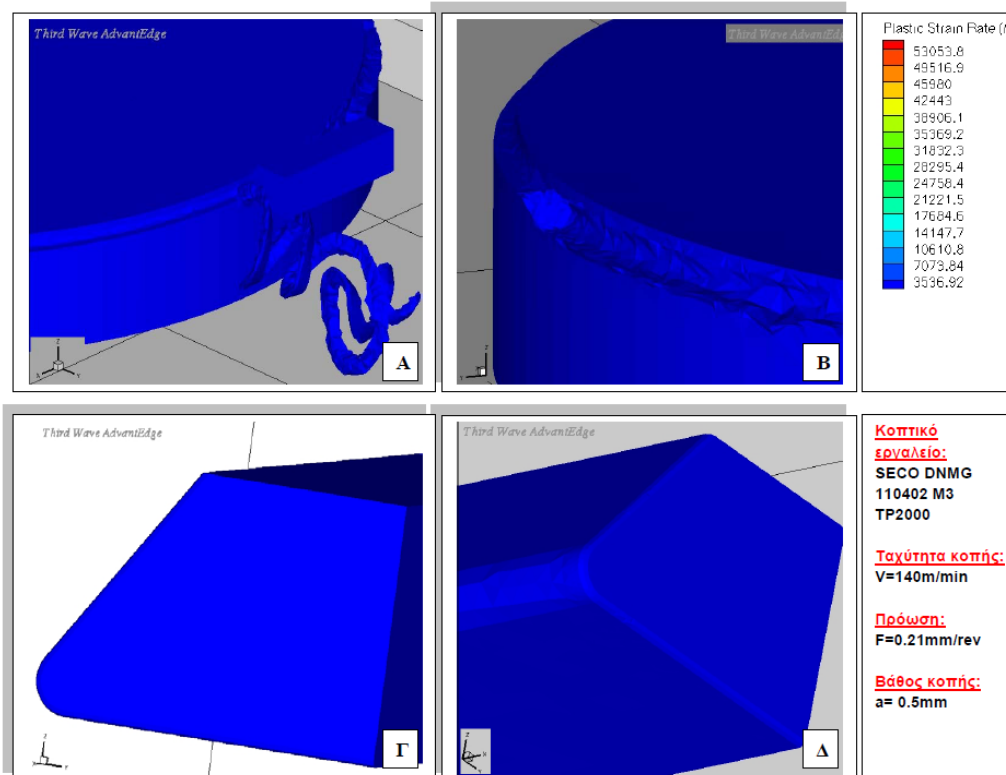 Third Wave AdvantEdge
A
Third Wave AdvantEdge
B
Plastic Strain Rate (
53053.8
49516.9
45980
42443
38906.1
35369.2
31832.3
28295.4
24758.4
21221.5
17684.6
14147.7
10610.8
7073.84
3536.92
Third Wave AdvantEdge
Γ
Third Wave AdvantEdge
Δ
Κοπτικό
εργαλείο:
SECO DNMG
110402 M3
TP2000
Ταχύτητα κοπής:
V=140m/min
Πρόωση:
F=0.21mm/rev
Βάθος κοπής:
a= 0.5mm